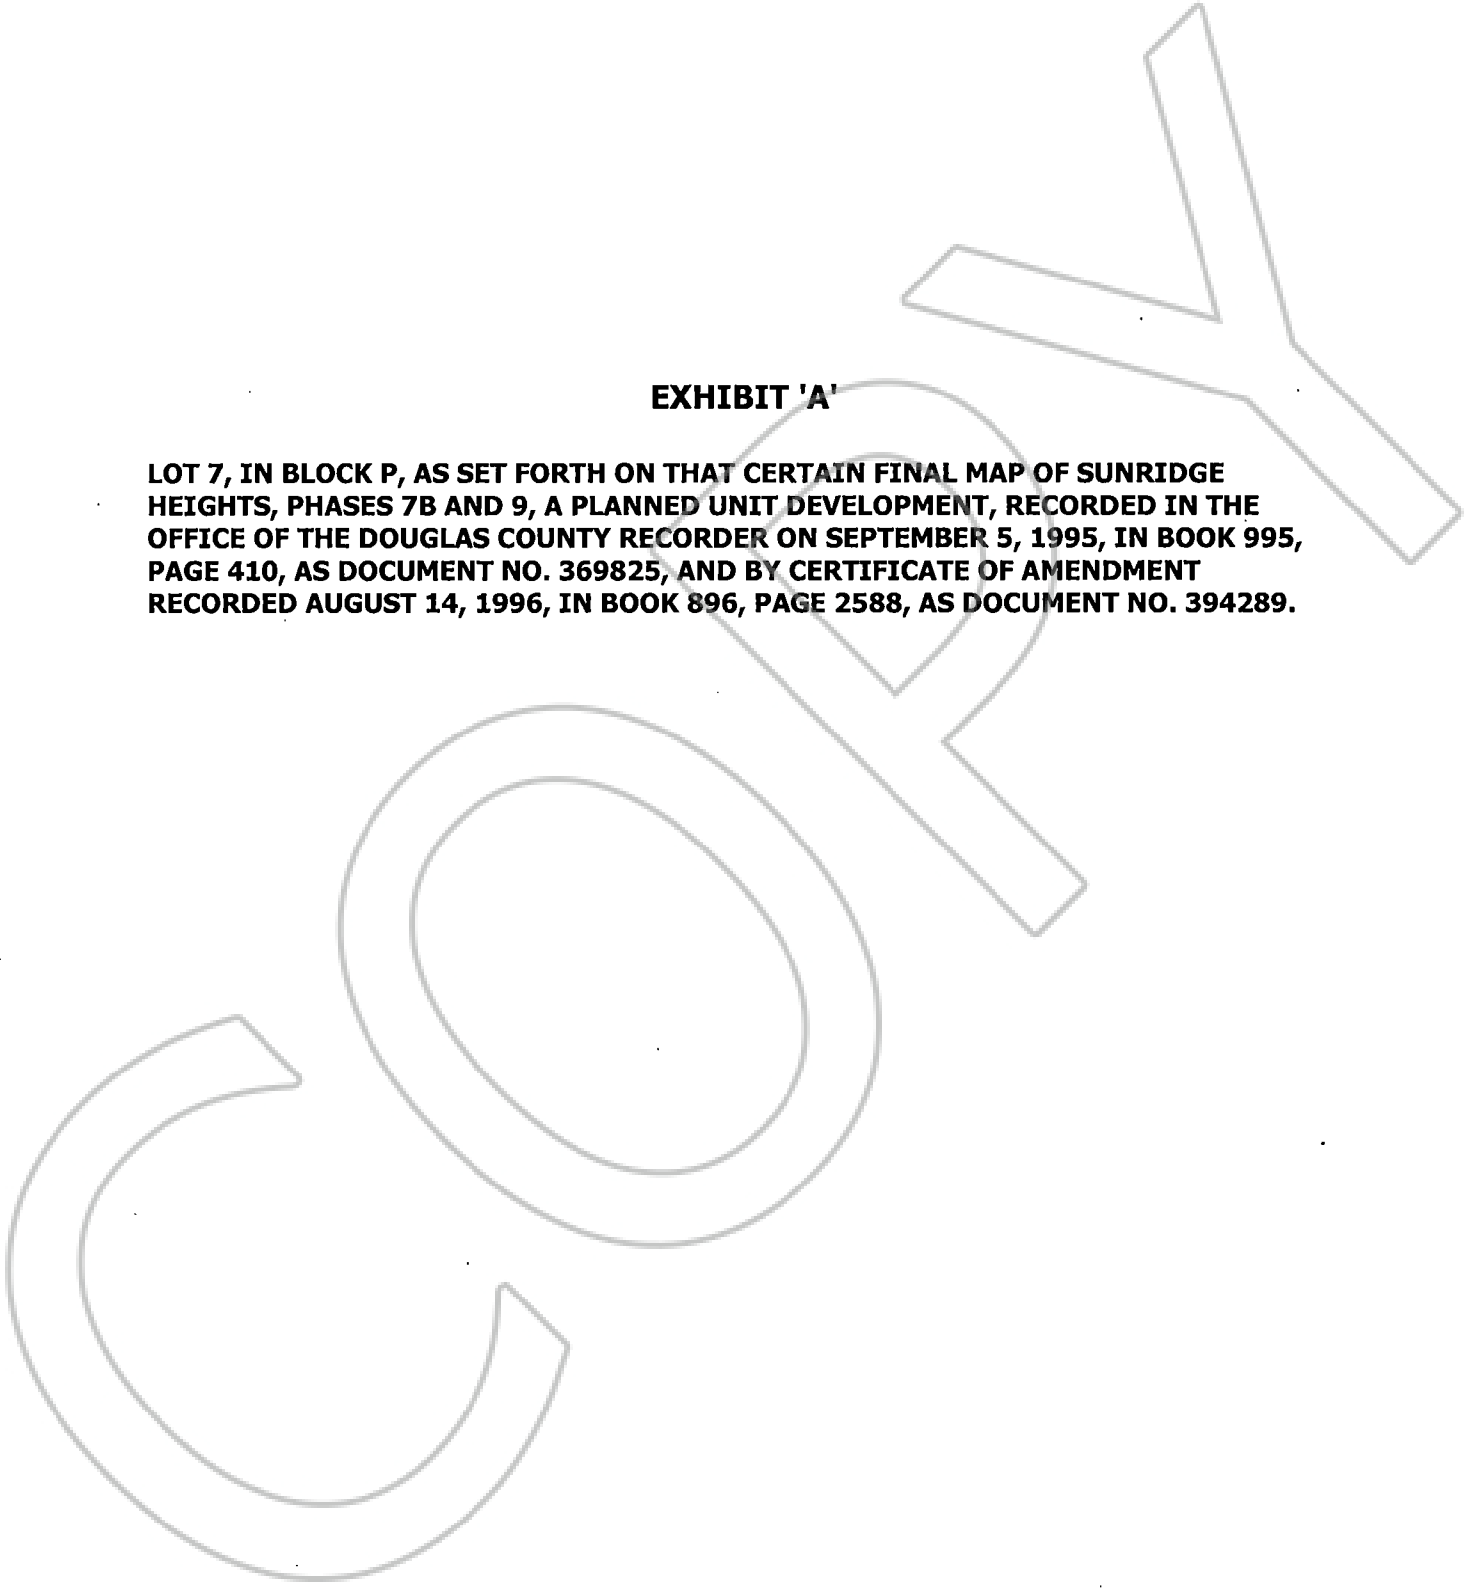 EXHIBIT 'A'
LOT 7, IN BLOCK P, AS SET FORTH ON THAT CERTAIN FINAL MAP OF SUNRIDGE
HEIGHTS, PHASES 7B AND 9, A PLANNED UNIT DEVELOPMENT, RECORDED IN THE
OFFICE OF THE DOUGLAS COUNTY RECORDER ON SEPTEMBER 5, 1995, IN BOOK 995,
PAGE 410, AS DOCUMENT NO. 369825, AND BY CERTIFICATE OF AMENDMENT
RECORDED AUGUST 14, 1996, IN BOOK 896, PAGE 2588, AS DOCUMENT NO. 394289.
COPY